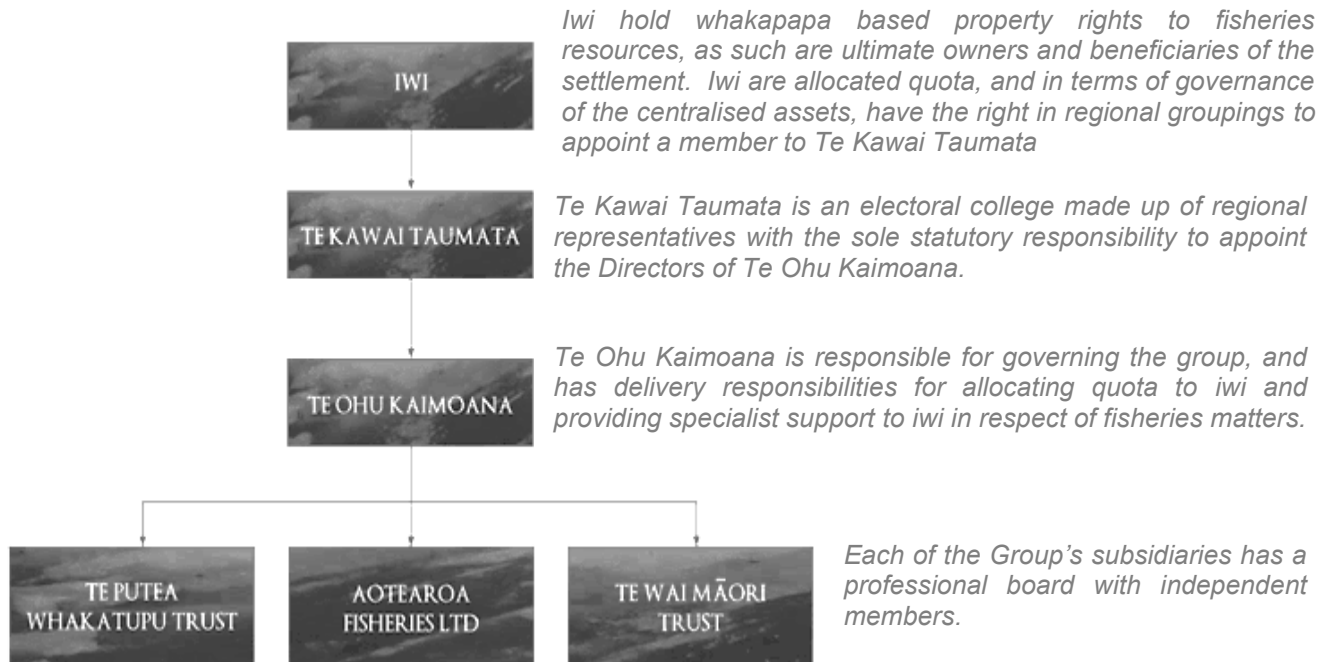 Iwi hold whakapapa based property rights to fisheries
resources, as such are ultimate owners and beneficiaries of the
settlement. Iwi are allocated quota, and in terms of governance
of the centralised assets, have the right in regional groupings to
appoint a member to Te Kawai Taumata
IWI
Te Kawai Taumata is an electoral college made up of regional
representatives with the sole statutory responsibility to appoint
the Directors of Te Ohu Kaimoana.
TE KAWAI TAUMATA
Te Ohu Kaimoana is responsible for governing the group, and
has delivery responsibilities for allocating quota to iwi and
providing specialist support to iwi in respect of fisheries matters.
TE OHU KAIMOANA
TE PUTEA
WHAKATUPU TRUST
AOTEAROA
FISHERIES LTD
TE WAI MĀORI
TRUST
Each of the Group's subsidiaries has a
professional board with independent
members.